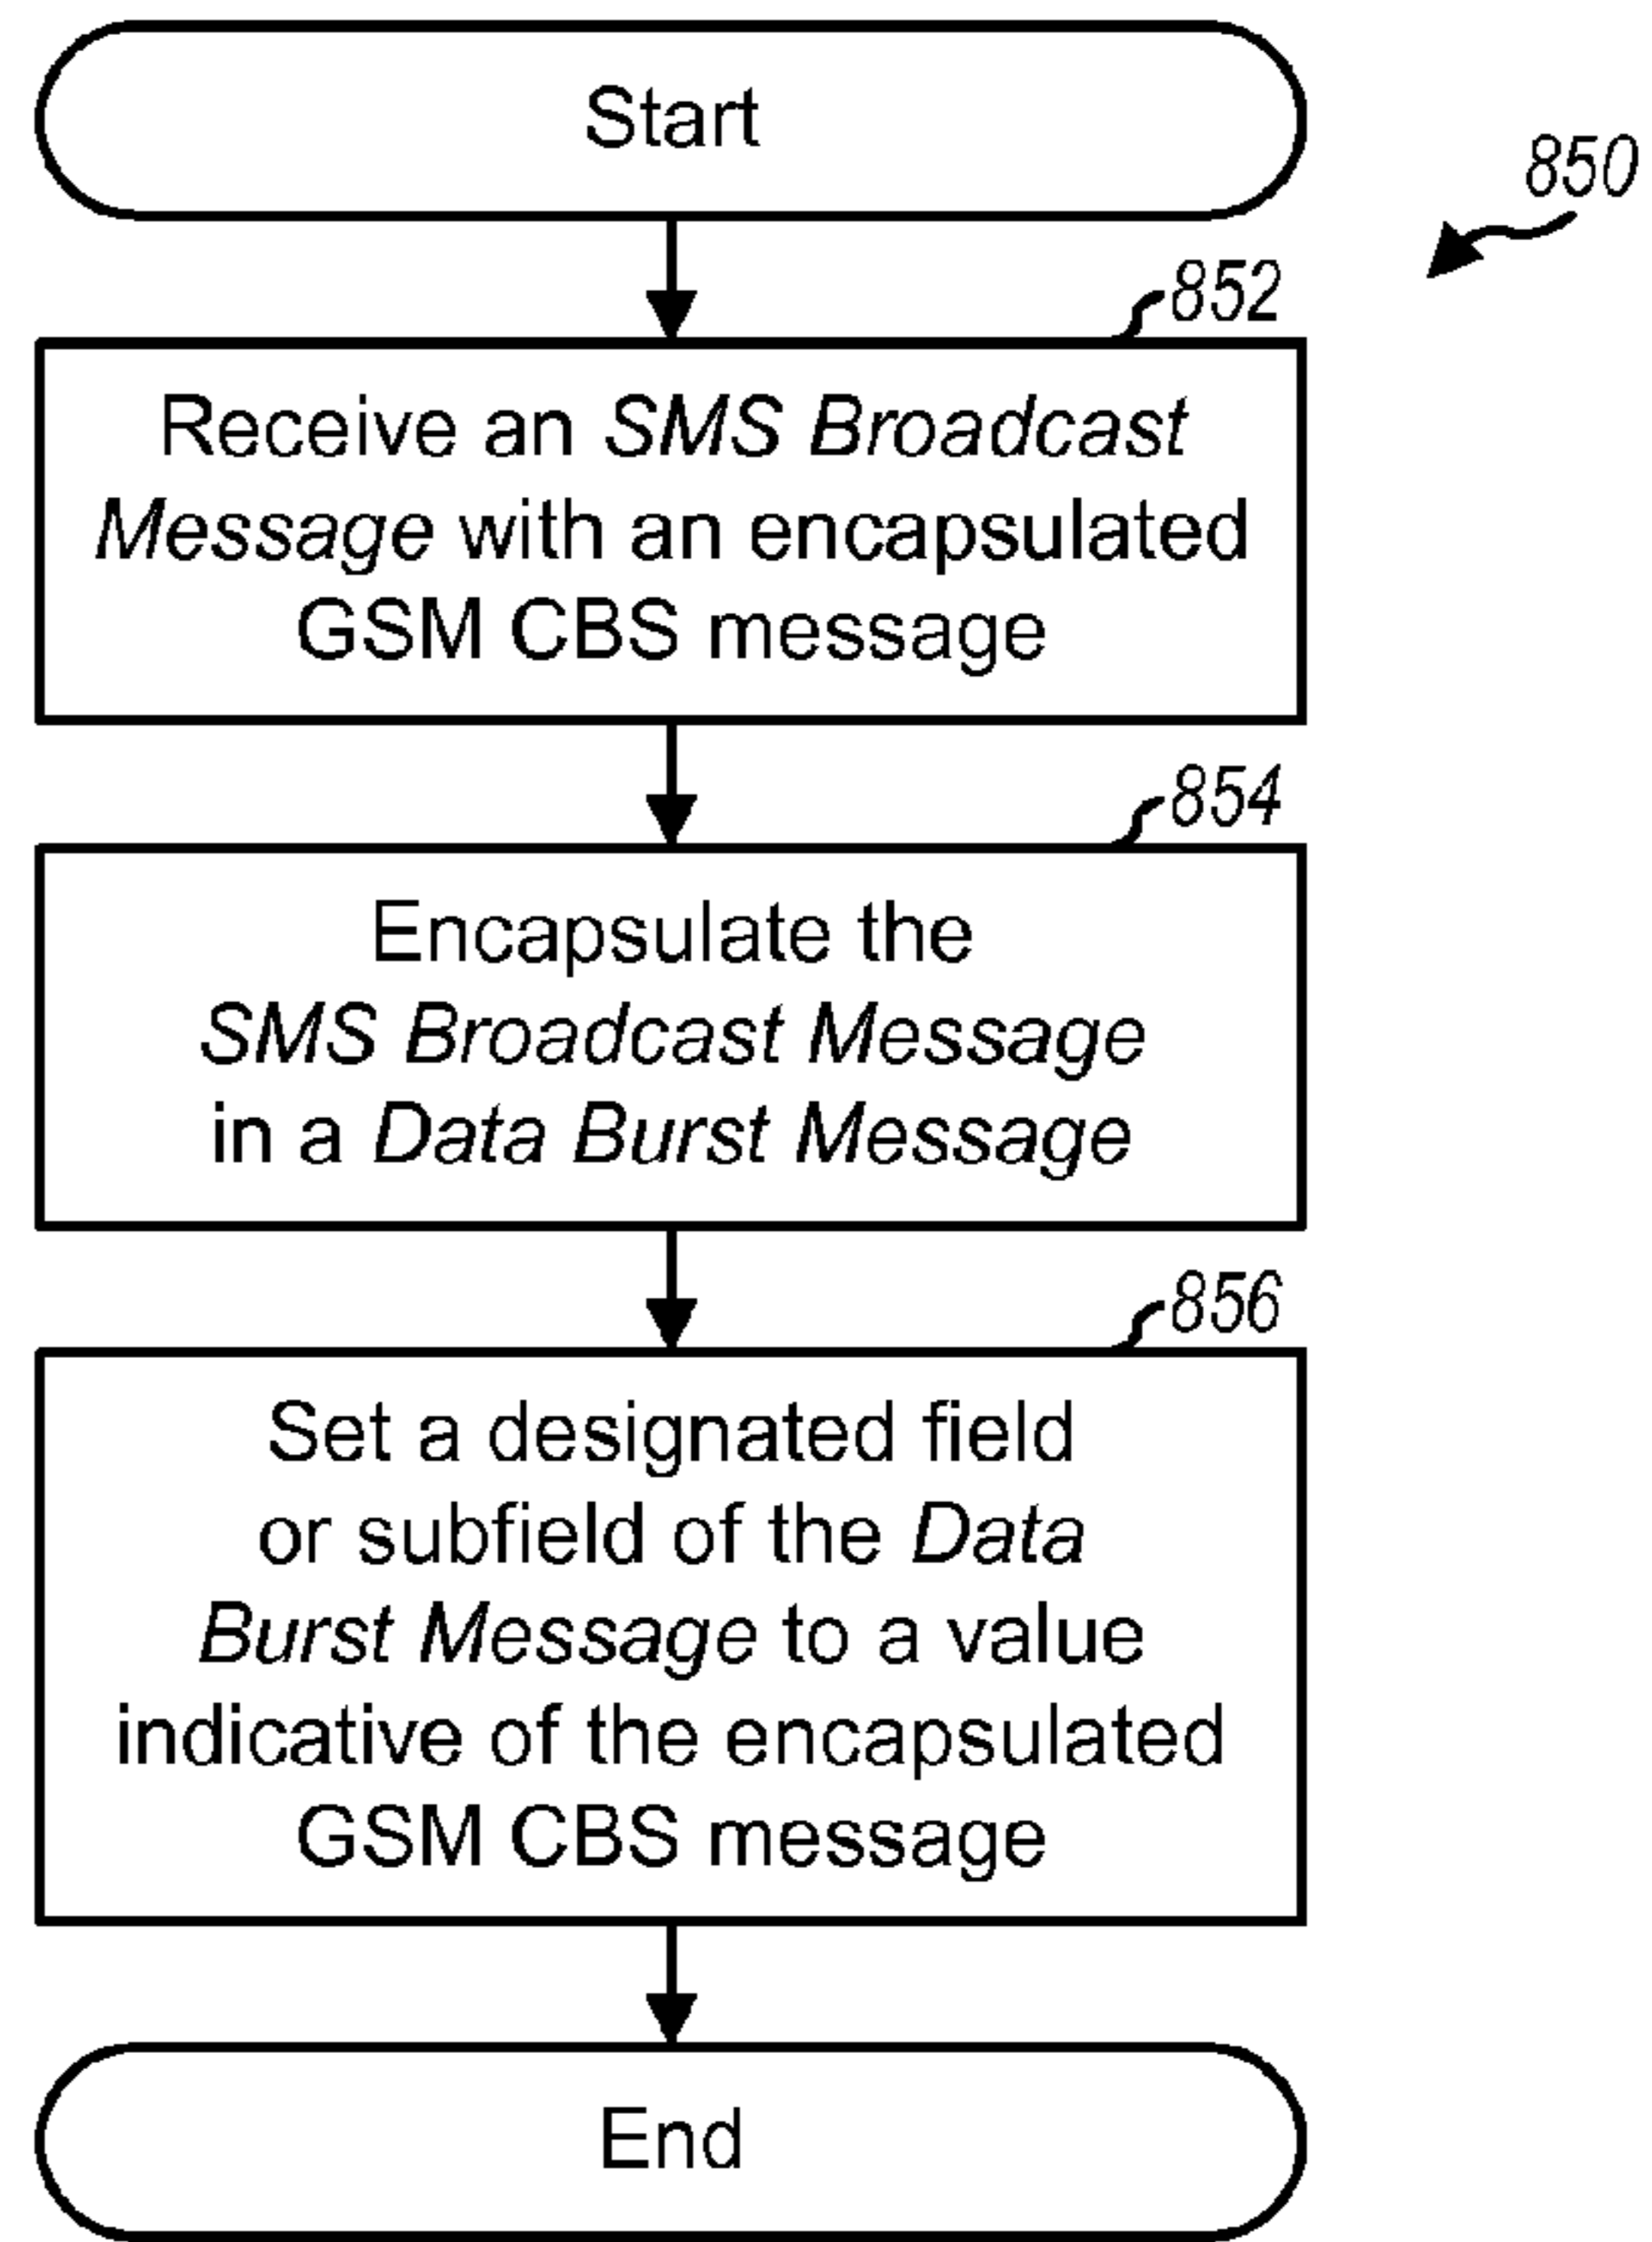 Start
850
852
Receive an SMS Broadcast
Message with an encapsulated
GSM CBS message
854
Encapsulate the
SMS Broadcast Message
in a Data Burst Message
856
Set a designated field
or subfield of the Data
Burst Message to a value
indicative of the encapsulated
GSM CBS message
End